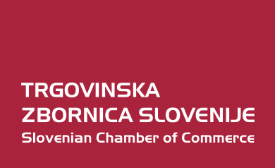 TRGOVINSKA
ZBORNICA SLOVENIJE
Slovenian Chamber of Commerce